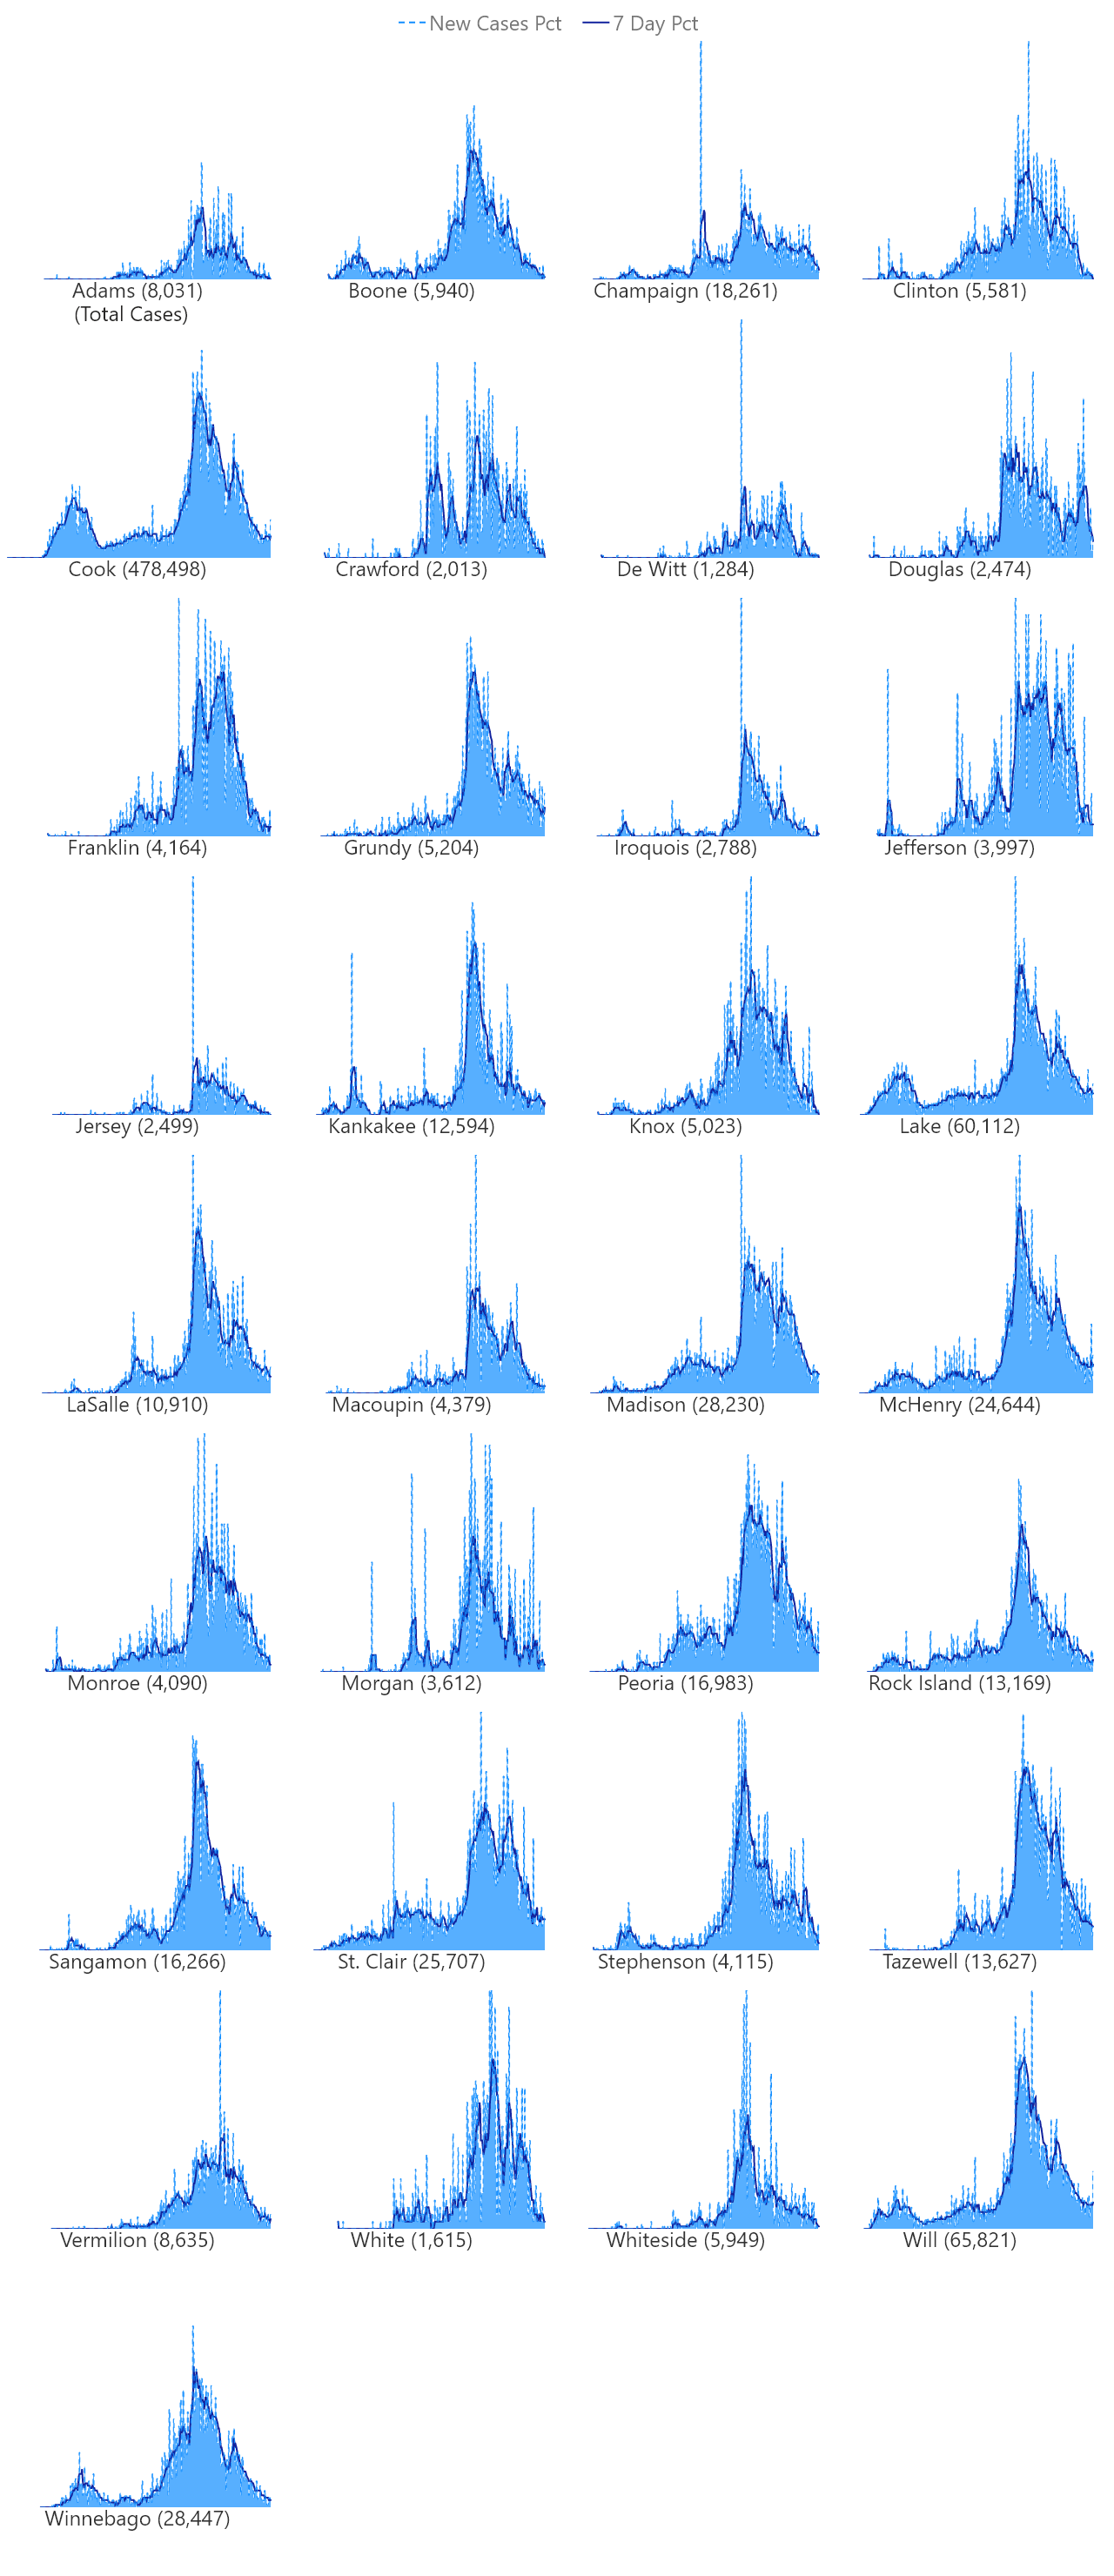 New Cases Pct 7 Day Pct
Adams (8,031) Boone (5,940) Champaign (18,261) Clinton (5,581)
(Total Cases)
Cook (478,498) Crawford (2,013) De Witt (1,284) Douglas (2,474)
Franklin (4,164) Grundy (5,204) Iroquois (2,788) Jefferson (3,997)
Jersey (2,499) Kankakee (12,594) Knox (5,023) Lake (60,112)
LaSalle (10,910) Macoupin (4,379) Madison (28,230) McHenry (24,644)
Monroe (4,090) Morgan (3,612) Peoria (16,983) Rock Island (13,169)
Sangamon (16,266) St. Clair (25,707) Stephenson (4,115) Tazewell (13,627)
Vermilion (8,635) White (1,615) Whiteside (5,949) Will (65,821)
Winnebago (28,447)